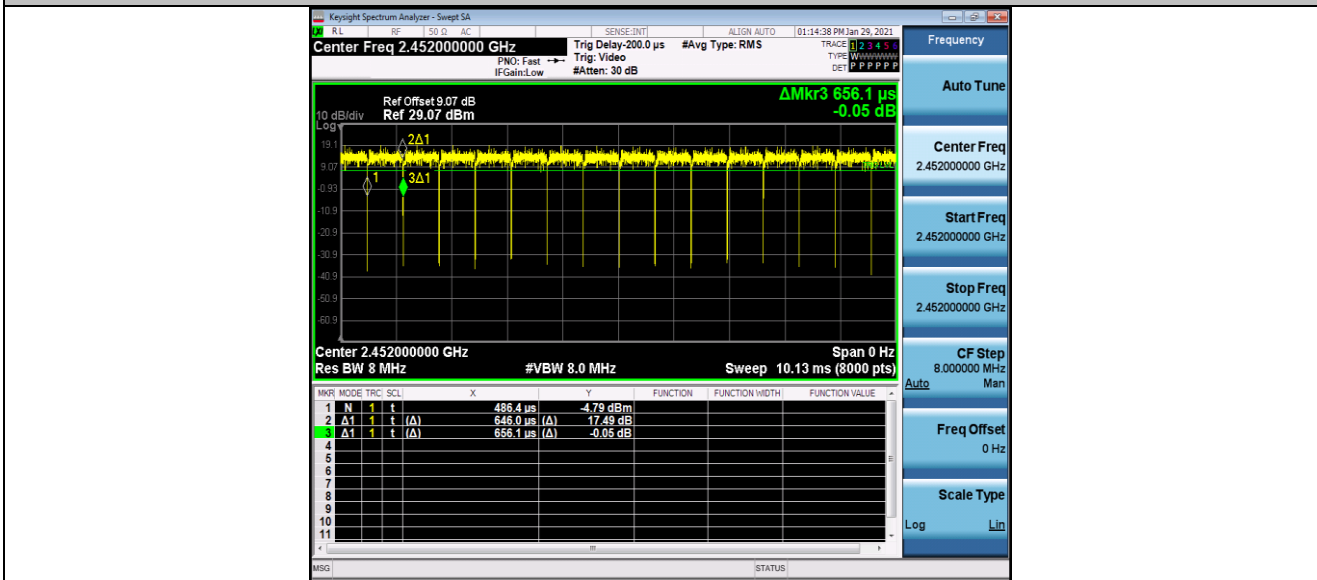 Keysight Spectrum Analyzer - Swept SA
RL RF 50 Ω AC SENSE:INT ALIGN AUTO 01:14:38 PM Jan 29, 2021
Center Freq 2.452000000 GHz
PNO: Fast
IFGain:Low
Trig Delay-200.0 µs
Trig: Video
#Atten: 30 dB
#Avg Type: RMS
TRACE 1 2 3 4 5 6
TYPE WWWWWW
DET P P P P P P
Frequency
Auto Tune
Center Freq
2.452000000 GHz
Start Freq
2.452000000 GHz
Stop Freq
2.452000000 GHz
CF Step
8.000000 MHz
Auto Man
Freq Offset
0 Hz
Scale Type
Log Lin
ΔMkr3 656.1 µs
-0.05 dB
Ref Offset 9.07 dB
10 dB/div Ref 29.07 dBm
Log
19.1
9.07
-0.93
-10.9
-20.9
-30.9
-40.9
-50.9
-60.9
2Δ1
1
3Δ1
Center 2.452000000 GHz Span 0 Hz
Res BW 8 MHz #VBW 8.0 MHz Sweep 10.13 ms (8000 pts)
MKR MODE TRC SCL X Y FUNCTION FUNCTION WIDTH FUNCTION VALUE
1 N 1 t 486.4 µs -4.79 dBm
2 Δ1 1 t (Δ) 646.0 µs (Δ) 17.49 dB
3 Δ1 1 t (Δ) 656.1 µs (Δ) -0.05 dB
4
5
6
7
8
9
10
11
MSG STATUS